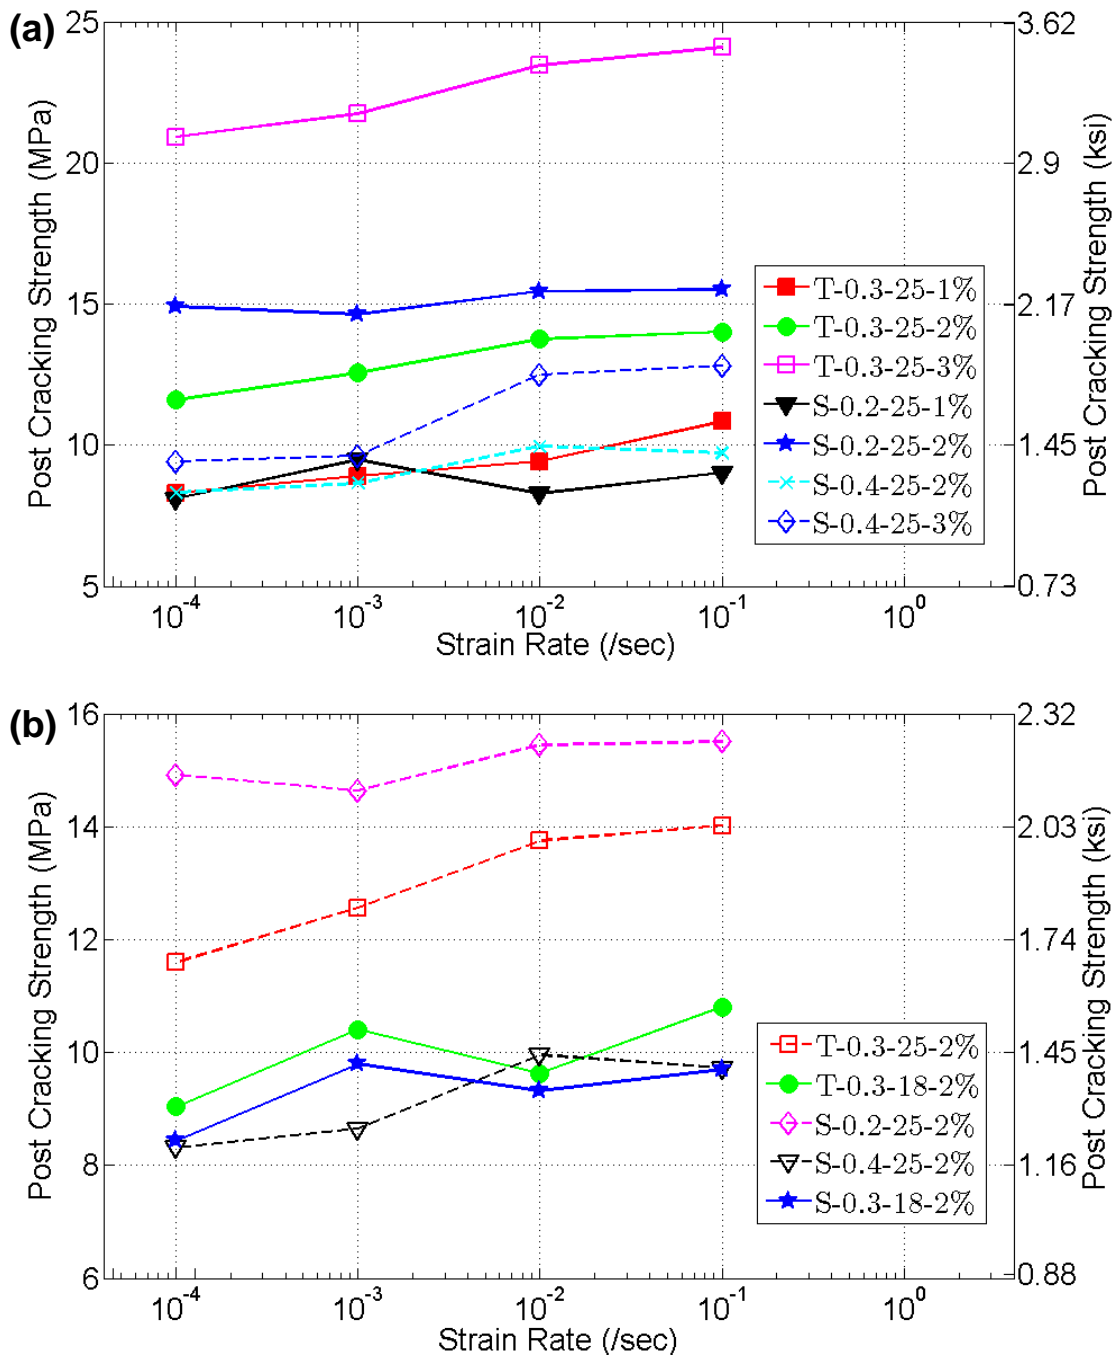 (a)
25
20
15
10
5
Post Cracking Strength (MPa)
3.62
2.9
2.17
1.45
0.73
Post Cracking Strength (ksi)
T-0.3-25-1%
T-0.3-25-2%
T-0.3-25-3%
S-0.2-25-1%
S-0.2-25-2%
S-0.4-25-2%
S-0.4-25-3%
10⁻⁴ 10⁻³ 10⁻² 10⁻¹ 10⁰
Strain Rate (/sec)
(b)
16
14
12
10
8
6
Post Cracking Strength (MPa)
2.32
2.03
1.74
1.45
1.16
0.88
Post Cracking Strength (ksi)
T-0.3-25-2%
T-0.3-18-2%
S-0.2-25-2%
S-0.4-25-2%
S-0.3-18-2%
10⁻⁴ 10⁻³ 10⁻² 10⁻¹ 10⁰
Strain Rate (/sec)